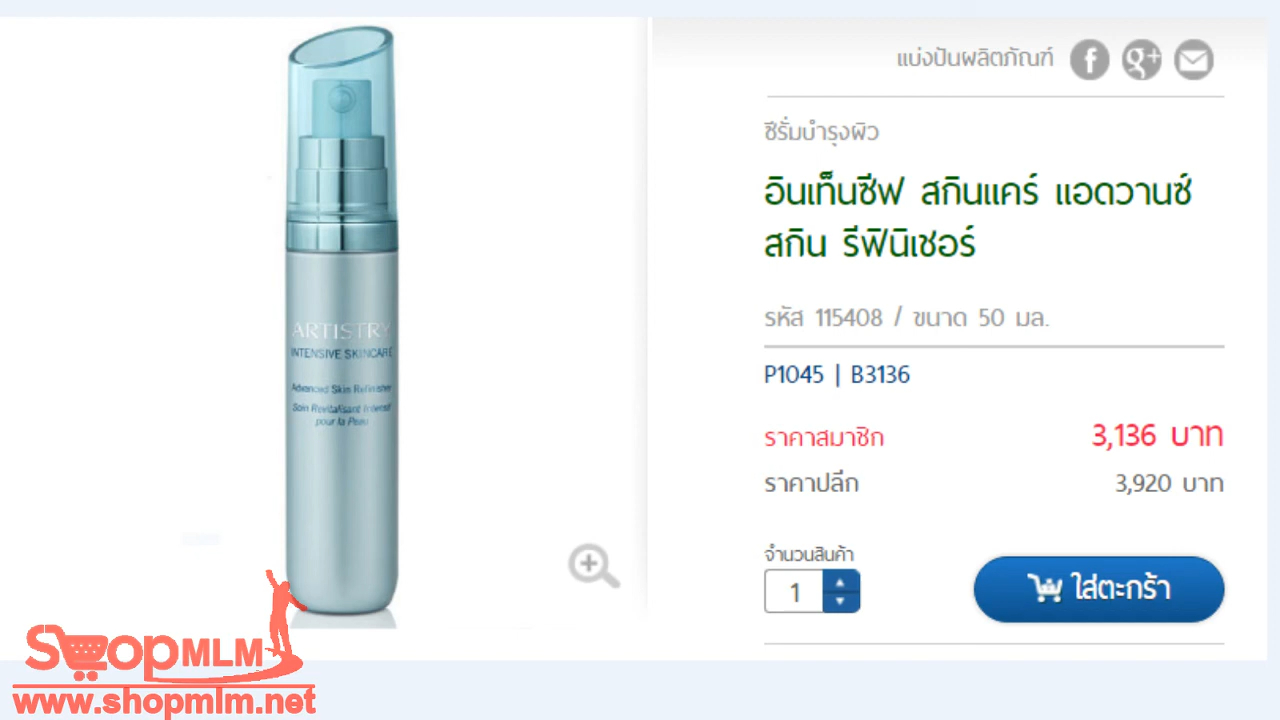 แบ่งปันผลิตภัณฑ์
f
g+
ซีรั่มบำรุงผิว
อินเท็นซีฟ สกินแคร์ แอดวานซ์
สกิน รีฟินิเชอร์
รหัส 115408 / ขนาด 50 มล.
P1045 | B3136
ราคาสมาชิก 3,136 บาท
ราคาปลีก 3,920 บาท
จำนวนสินค้า
1
ใส่ตะกร้า
ARTISTRY
INTENSIVE SKINCARE
Advanced Skin Refinisher
Soin Revitalisant Intensif
pour la Peau
ShopMLM
www.shopmlm.net